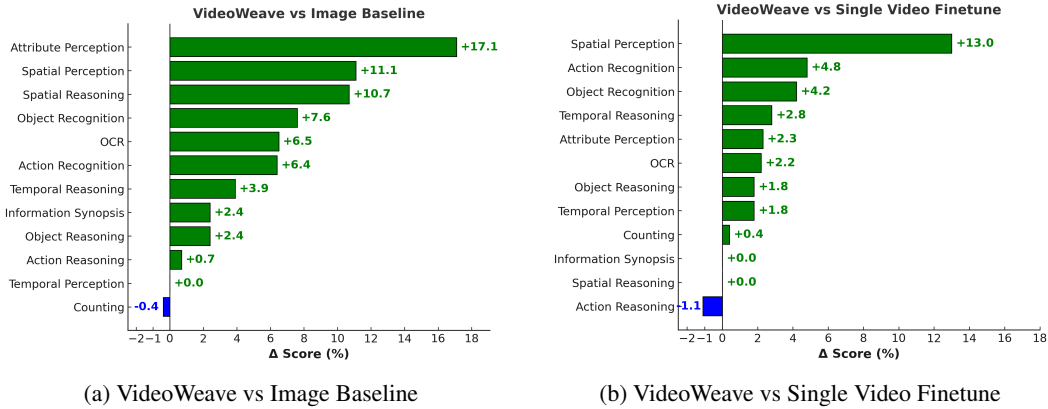 VideoWeave vs Image Baseline
Attribute Perception +17.1
Spatial Perception +11.1
Spatial Reasoning +10.7
Object Recognition +7.6
OCR +6.5
Action Recognition +6.4
Temporal Reasoning +3.9
Information Synopsis +2.4
Object Reasoning +2.4
Action Reasoning +0.7
Temporal Perception +0.0
Counting -0.4
−2 −1 0 2 4 6 8 10 12 14 16 18
Δ Score (%)
(a) VideoWeave vs Image Baseline
VideoWeave vs Single Video Finetune
Spatial Perception +13.0
Action Recognition +4.8
Object Recognition +4.2
Temporal Reasoning +2.8
Attribute Perception +2.3
OCR +2.2
Object Reasoning +1.8
Temporal Perception +1.8
Counting +0.4
Information Synopsis +0.0
Spatial Reasoning +0.0
Action Reasoning -1.1
−2 −1 0 2 4 6 8 10 12 14 16 18
Δ Score (%)
(b) VideoWeave vs Single Video Finetune